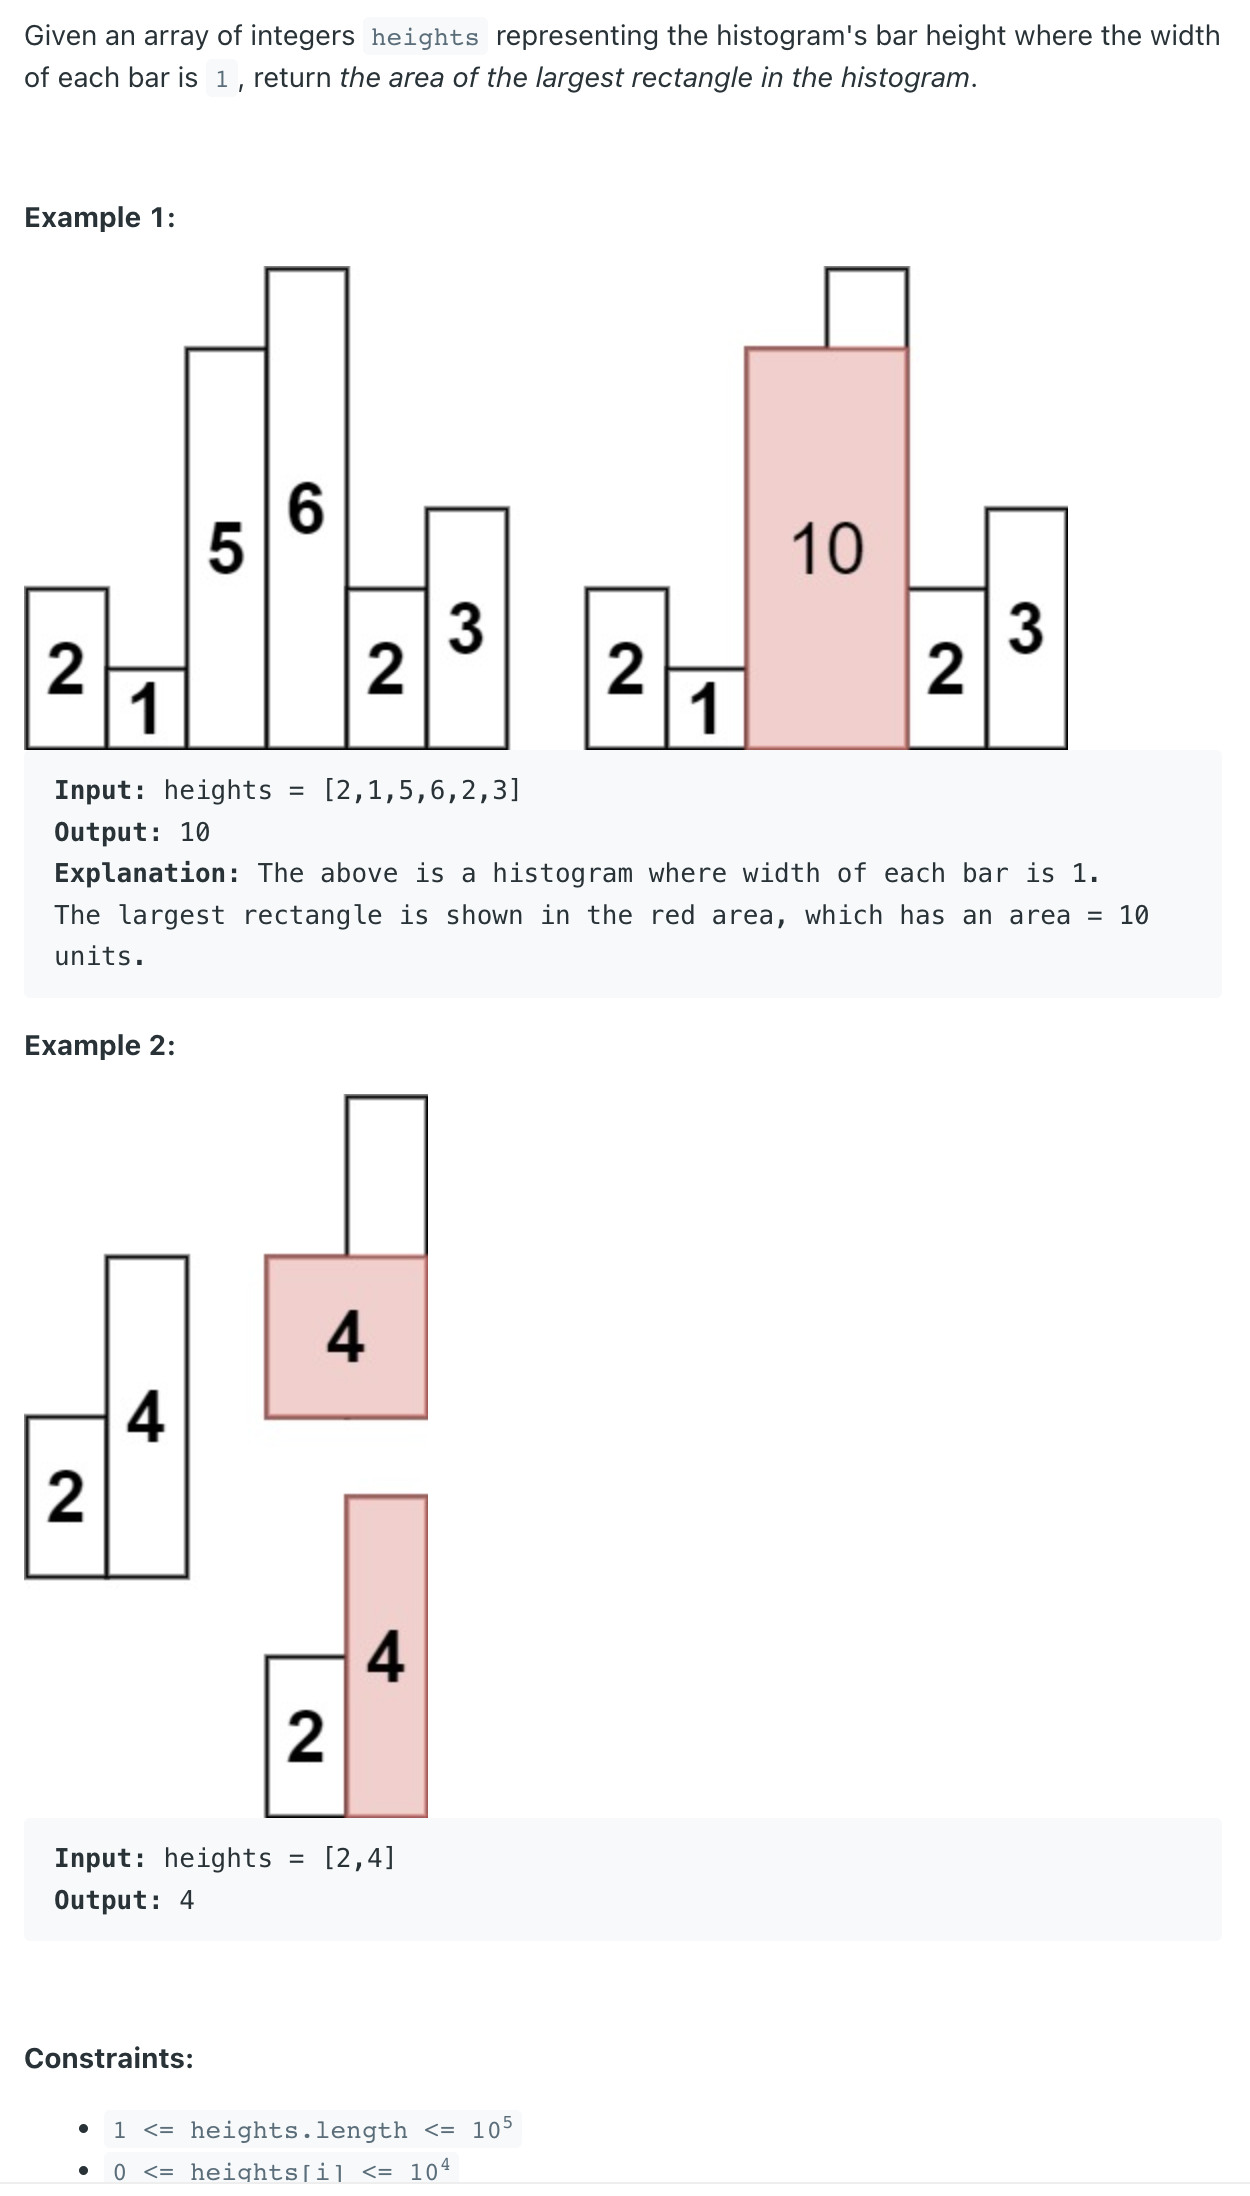 Given an array of integers heights representing the histogram's bar height where the width
of each bar is 1 , return the area of the largest rectangle in the histogram.
Example 1:
6
5
10
3
3
2
2
2
2
1
1
Input: heights = [2,1,5,6,2,3]
Output: 10
Explanation: The above is a histogram where width of each bar is 1.
The largest rectangle is shown in the red area, which has an area = 10
units.
Example 2:
4
4
2
4
2
Input: heights = [2,4]
Output: 4
Constraints:
• 1 <= heights.length <= 10⁵
• 0 <= heights[i] <= 10⁴